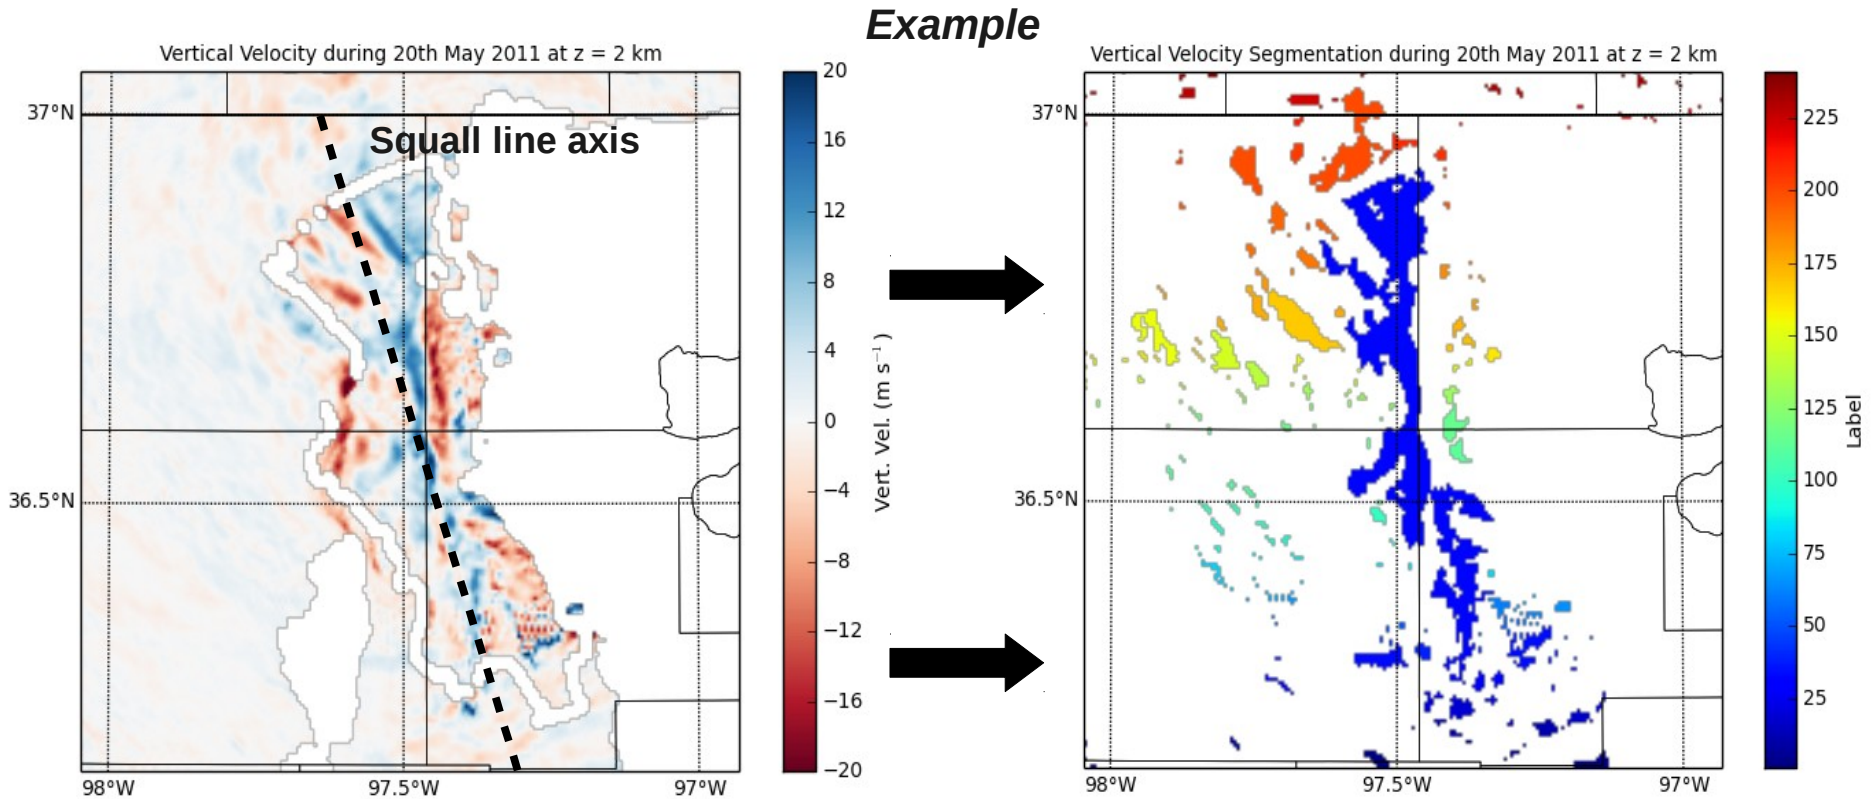 Example
Vertical Velocity during 20th May 2011 at z = 2 km
Squall line axis
37°N
36.5°N
98°W
97.5°W
97°W
20
16
12
8
4
0
−4
−8
−12
−16
−20
Vert. Vel. (m s⁻¹)
Vertical Velocity Segmentation during 20th May 2011 at z = 2 km
37°N
36.5°N
98°W
97.5°W
97°W
225
200
175
150
125
100
75
50
25
Label